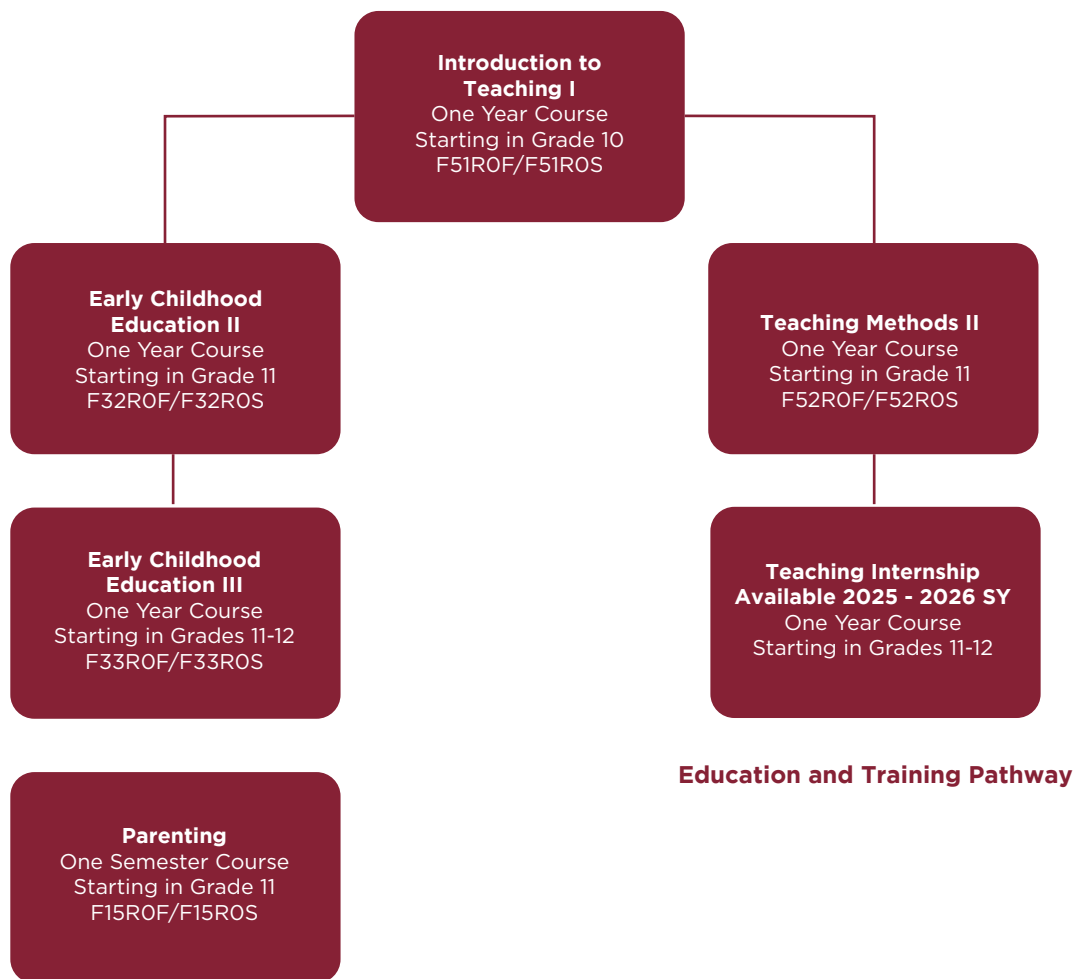 Introduction to
Teaching I
One Year Course
Starting in Grade 10
F51R0F/F51R0S
Early Childhood
Education II
One Year Course
Starting in Grade 11
F32R0F/F32R0S
Teaching Methods II
One Year Course
Starting in Grade 11
F52R0F/F52R0S
Early Childhood
Education III
One Year Course
Starting in Grades 11-12
F33R0F/F33R0S
Teaching Internship
Available 2025 - 2026 SY
One Year Course
Starting in Grades 11-12
Education and Training Pathway
Parenting
One Semester Course
Starting in Grade 11
F15R0F/F15R0S